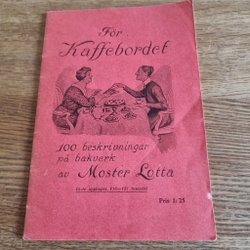 För
Kaffebordet
100 beskrivningar
på bakverk
av Moster Lotta
Pris 1: 25